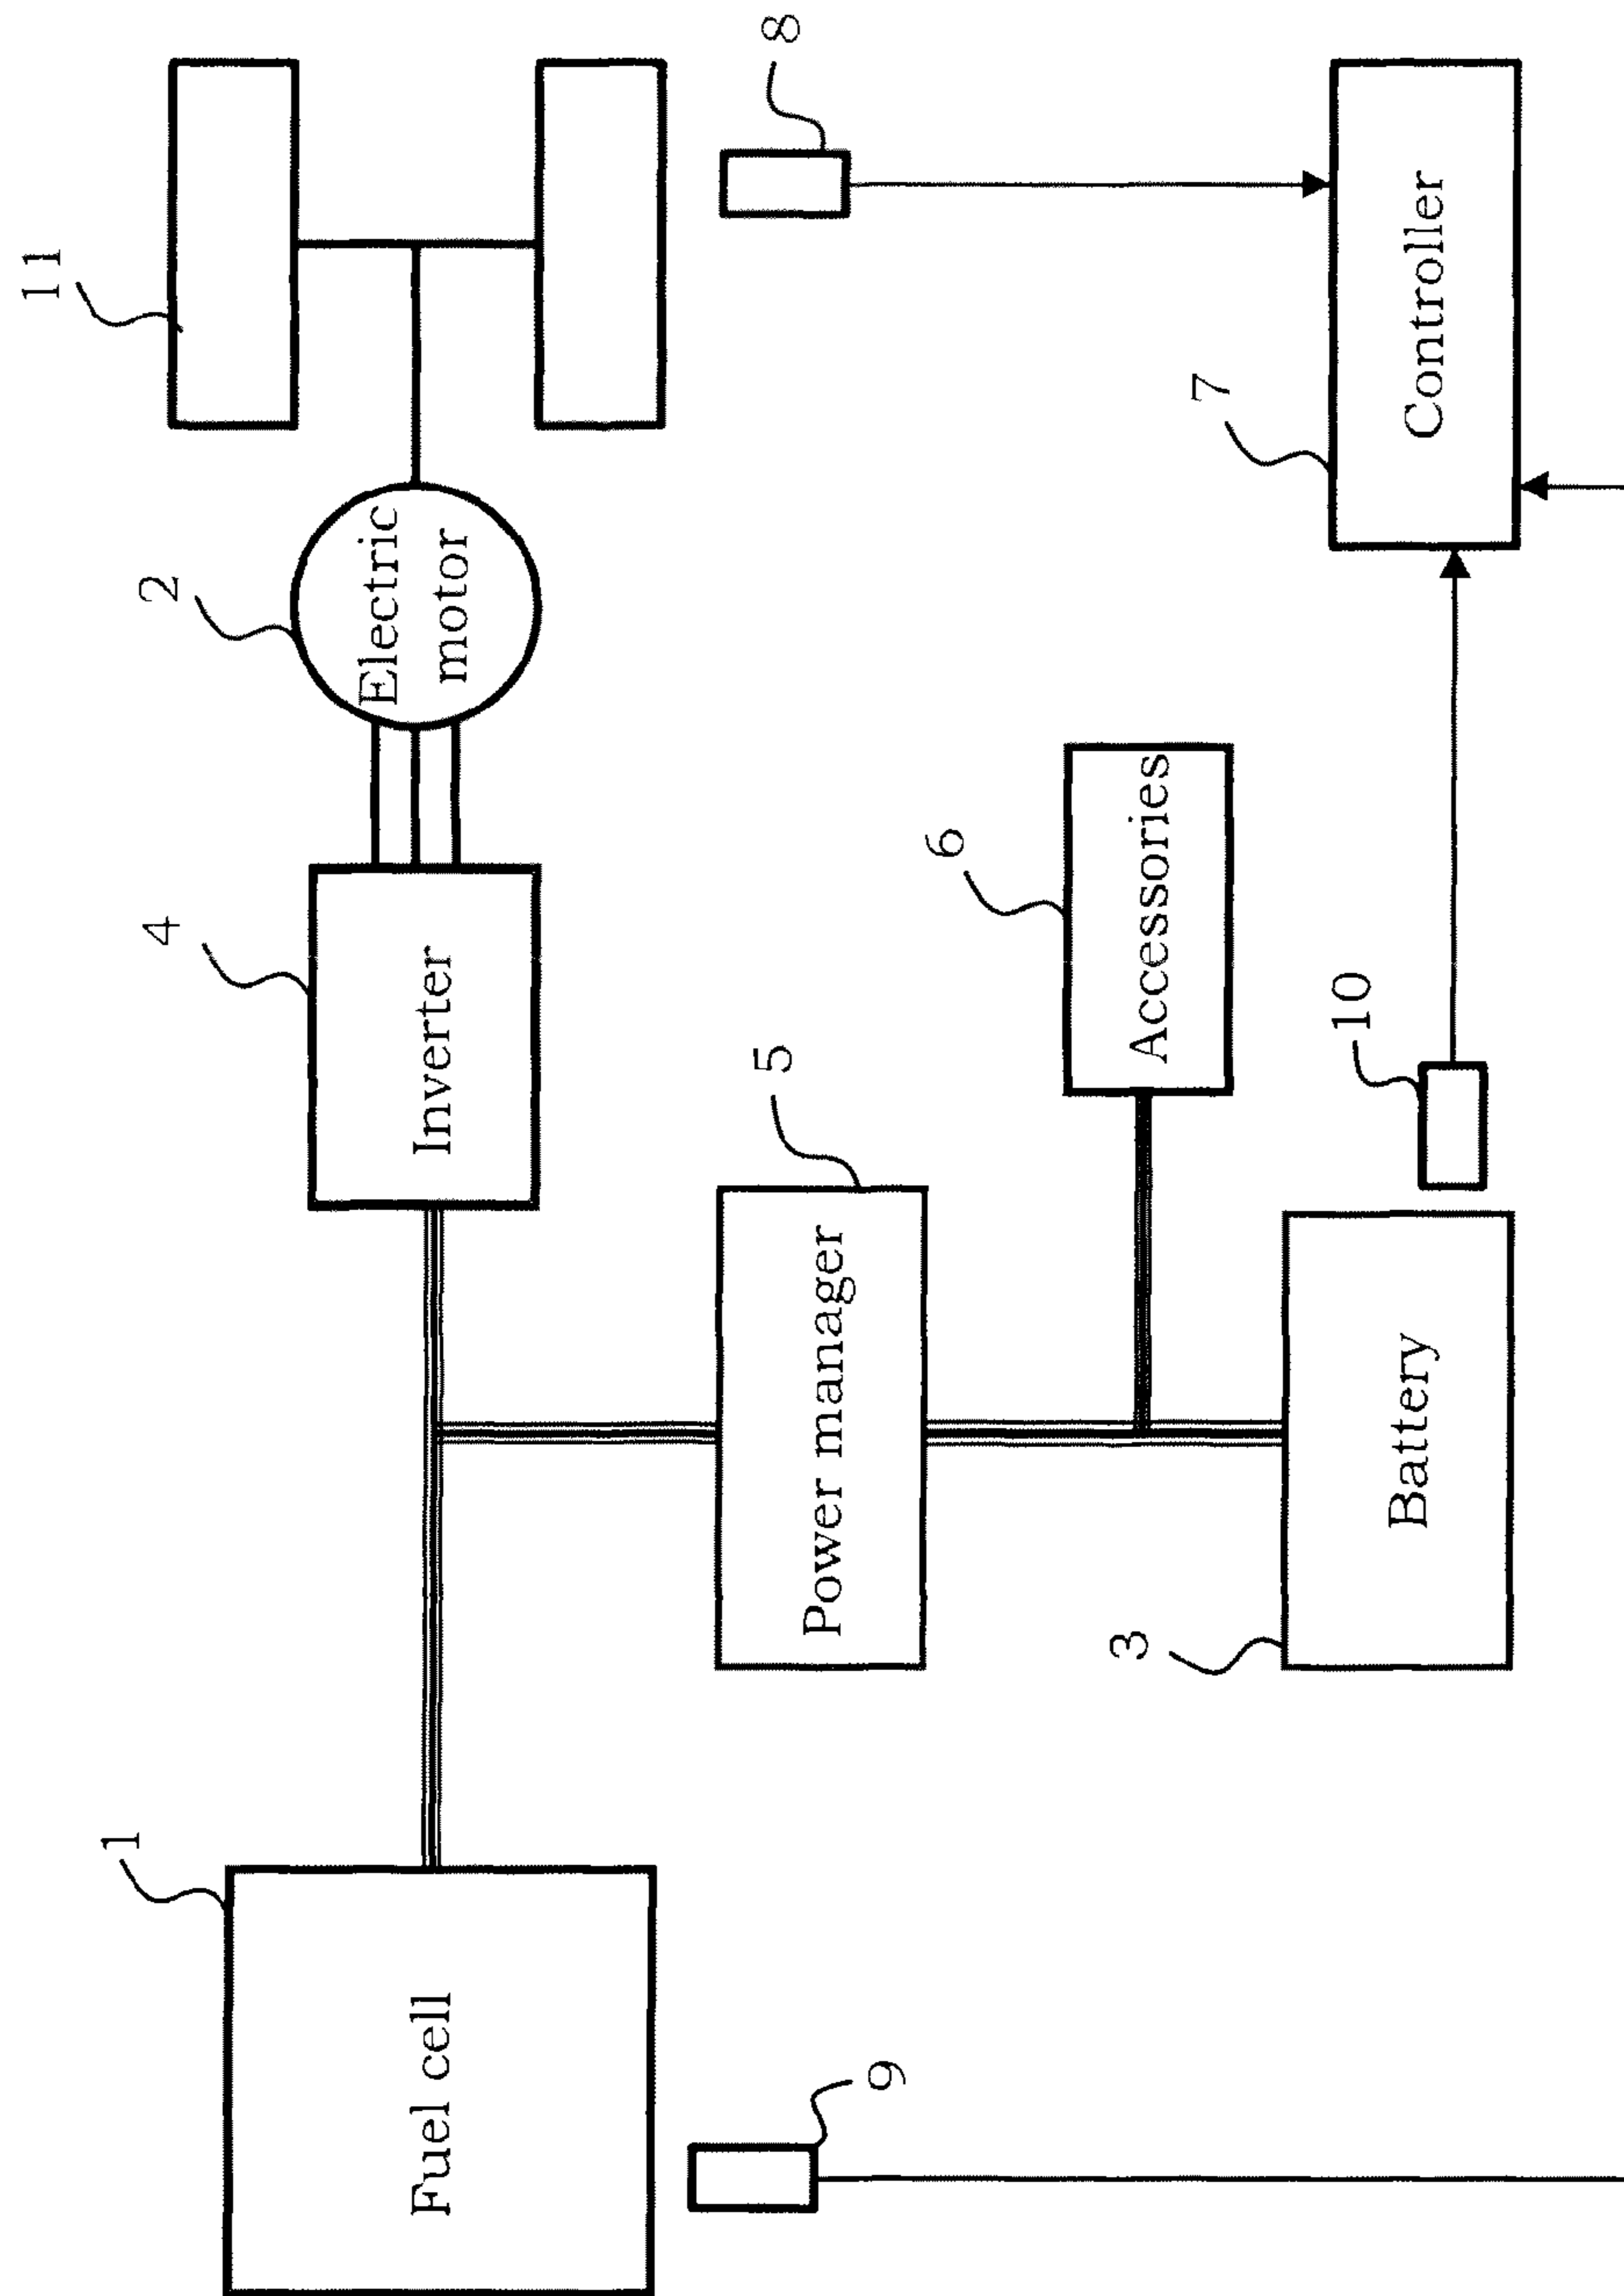 11
2
Electric
motor
4
Inverter
1
Fuel cell
8
5
Power manager
9
6
Accessories
7
Controller
10
3
Battery